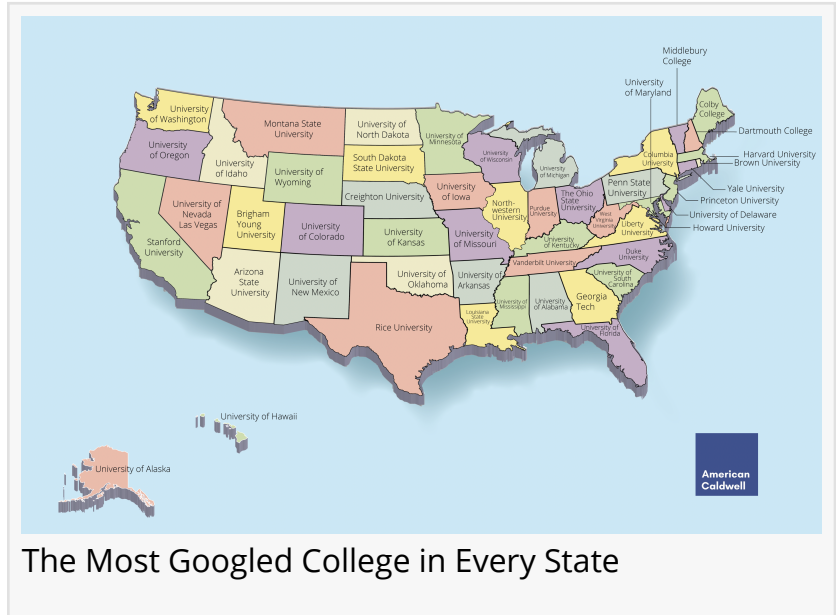 Middlebury
College
University
of Maryland
Colby
College
Dartmouth College
Harvard University
Brown University
Yale University
Princeton University
University of Delaware
Howard University
University
of Washington
Montana State
University
University of
North Dakota
University of
Minnesota
University
of Oregon
University
of Idaho
University of
Wyoming
South Dakota
State University
University
of Wisconsin
University
of Michigan
Columbia
University
Creighton University
University
of Iowa
North-
western
University
Purdue
University
The Ohio
State
University
Penn State
University
West
Virginia
University
Liberty
University
Stanford
University
University of
Nevada
Las Vegas
Brigham
Young
University
University
of Colorado
University
of Kansas
University
of Missouri
University
of Kentucky
Duke
University
Arizona
State
University
University of
New Mexico
University of
Oklahoma
University of
Arkansas
Vanderbilt University
University of
South
Carolina
Rice University
Louisiana
State
University
University of
Mississippi
University
of Alabama
Georgia
Tech
University of
Florida
University of Hawaii
University of Alaska
American
Caldwell
The Most Googled College in Every State